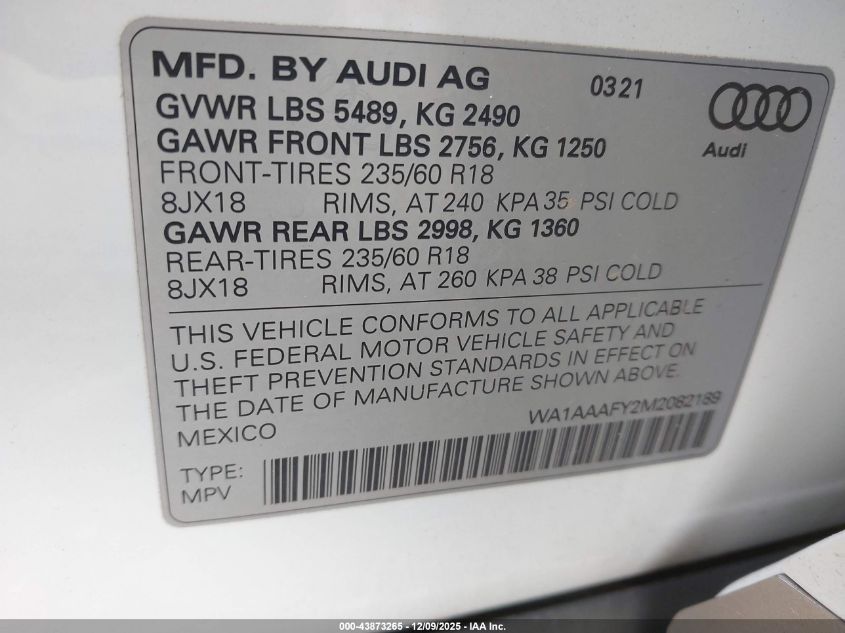 MFD. BY AUDI AG 0321
GVWR LBS 5489, KG 2490
GAWR FRONT LBS 2756, KG 1250
Audi
FRONT-TIRES 235/60 R18
8JX18 RIMS, AT 240 KPA 35 PSI COLD
GAWR REAR LBS 2998, KG 1360
REAR-TIRES 235/60 R18
8JX18 RIMS, AT 260 KPA 38 PSI COLD
THIS VEHICLE CONFORMS TO ALL APPLICABLE
U.S. FEDERAL MOTOR VEHICLE SAFETY AND
THEFT PREVENTION STANDARDS IN EFFECT ON
THE DATE OF MANUFACTURE SHOWN ABOVE.
MEXICO WA1AAAFY2M2082189
TYPE:
MPV
000-43873265 - 12/09/2025 - IAA Inc.